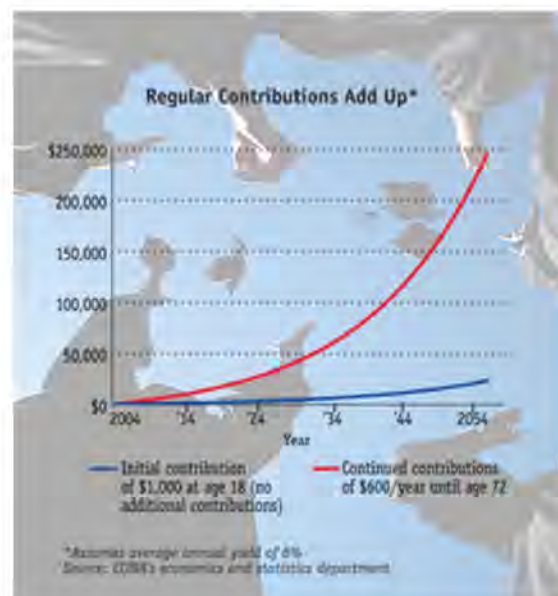 Regular Contributions Add Up*
$250,000
200,000
150,000
100,000
50,000
$0
2004 '14 '24 '34 '44 2054
Year
Initial contribution
of $1,000 at age 18 (no
additional contributions)
Continued contributions
of $600/year until age 72
*Assumes average annual yield of 6%
Source: CUNA's economics and statistics department